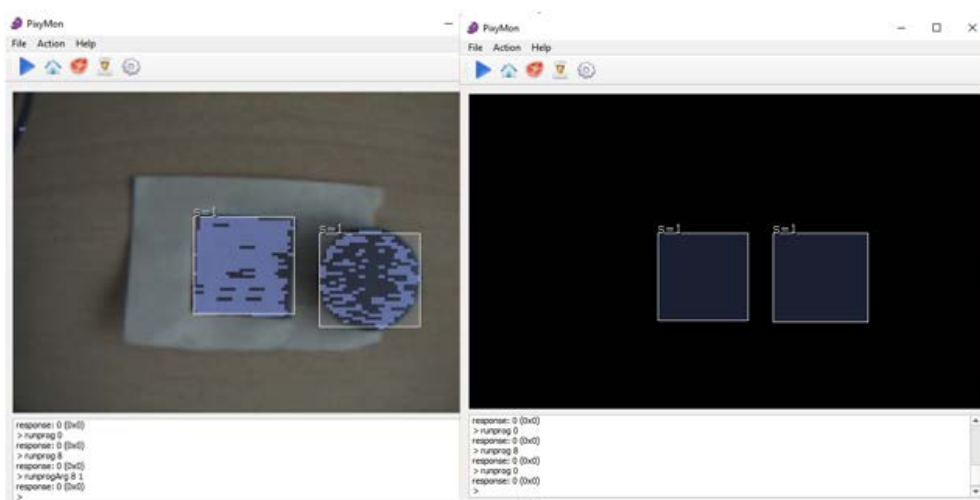 PixyMon
File Action Help
s=1
s=1
response: 0 (0x0)
> runprog 0
response: 0 (0x0)
> runprog 8
response: 0 (0x0)
> runprogArg 8 1
response: 0 (0x0)
>
PixyMon
File Action Help
s=1
s=1
response: 0 (0x0)
> runprog 0
response: 0 (0x0)
> runprog 8
response: 0 (0x0)
> runprog 0
response: 0 (0x0)
>